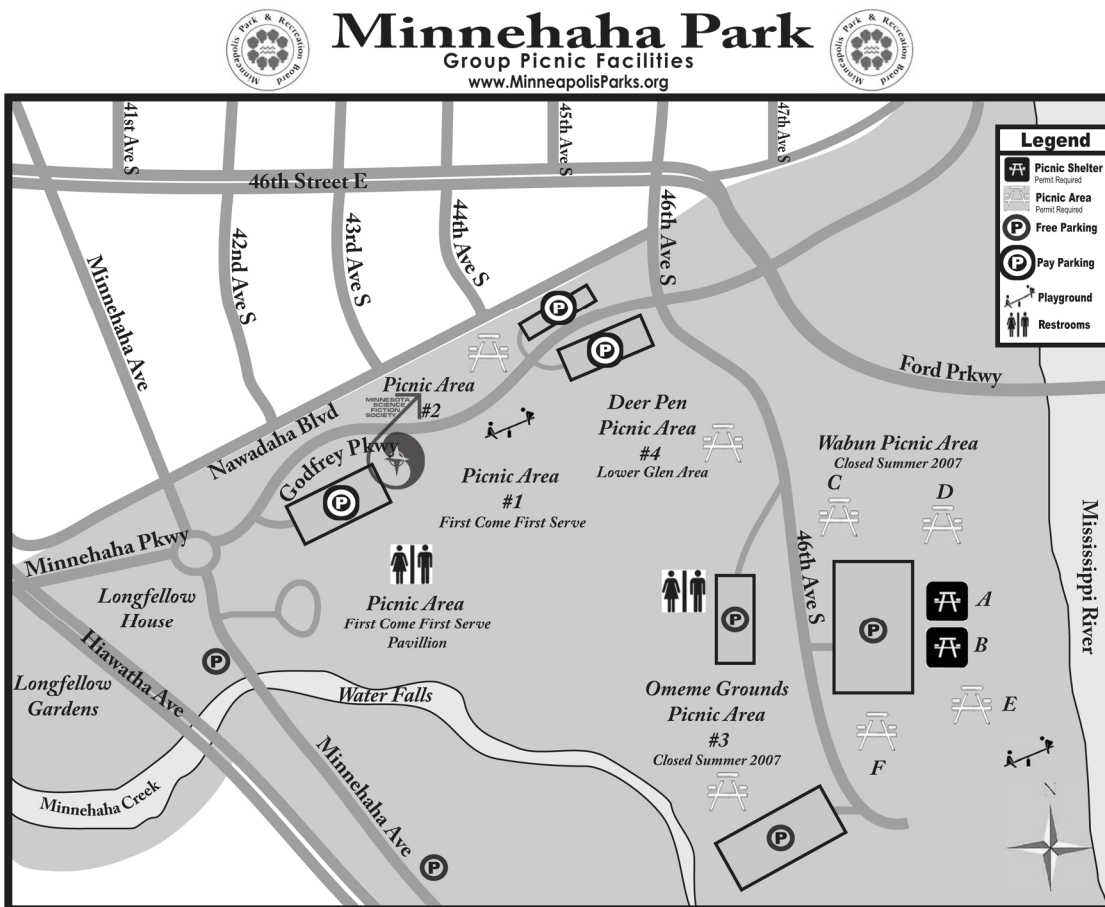 Minneapolis Park & Recreation Board
Minnehaha Park
Group Picnic Facilities
www.MinneapolisParks.org
Minneapolis Park & Recreation Board
41st Ave S
45th Ave S
47th Ave S
46th Street E
Legend
Picnic Shelter
Permit Required
Picnic Area
Permit Required
P
Free Parking
P
Pay Parking
Playground
Restrooms
Minnehaha Ave
42nd Ave S
43rd Ave S
44th Ave S
46th Ave S
P
P
Ford Prkwy
Picnic Area
#2
MINNESOTA
SCIENCE
FICTION
SOCIETY
Nawadaha Blvd
Godfrey Pkwy
P
Deer Pen
Picnic Area
#4
Lower Glen Area
Wabun Picnic Area
Closed Summer 2007
C
D
Picnic Area
#1
First Come First Serve
Mississippi River
Minnehaha Pkwy
46th Ave S
Longfellow
House
Picnic Area
First Come First Serve
Pavillion
P
P
A
B
Hiawatha Ave
P
Longfellow
Gardens
Water Falls
Omeme Grounds
Picnic Area
#3
Closed Summer 2007
E
F
Minnehaha Creek
Minnehaha Ave
P
P
N